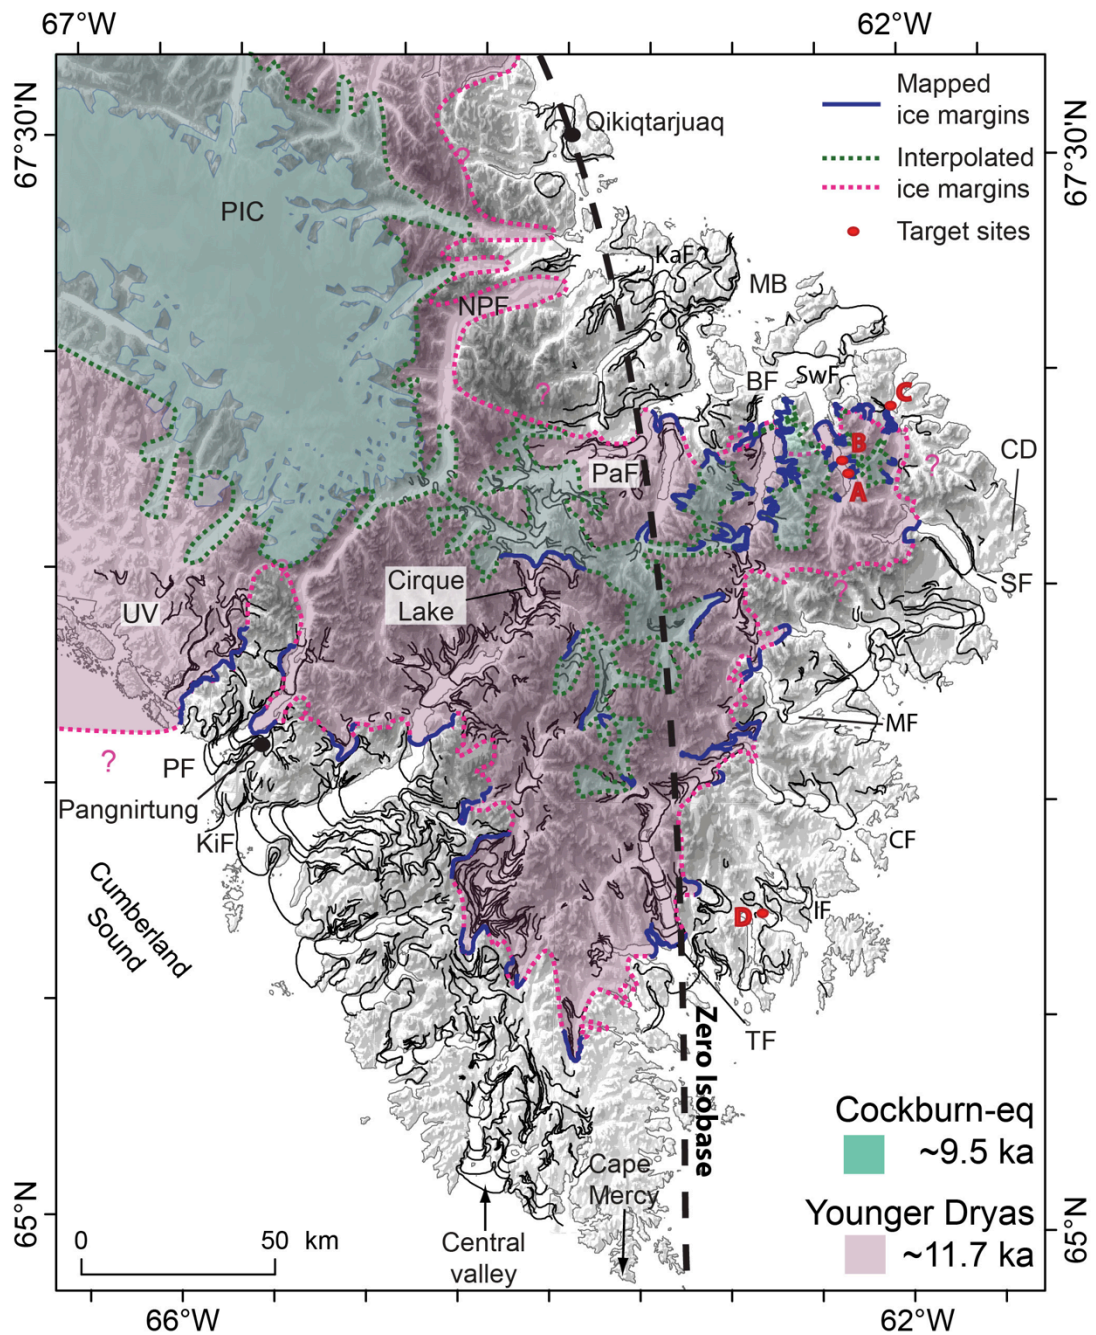 67°W
62°W
67°30'N
67°30'N
Mapped
ice margins
Interpolated
ice margins
Target sites
Qikiqtarjuaq
?
PIC
KaF
MB
NPF
SwF
BF
C
?
B
CD
?
PaF
A
Cirque
Lake
?
SF
UV
MF
?
PF
Pangnirtung
KiF
CF
Cumberland
Sound
D
IF
TF
Zero Isobase
Cockburn-eq
~9.5 ka
Younger Dryas
~11.7 ka
Cape
Mercy
65°N
65°N
0
50 km
Central
valley
66°W
62°W